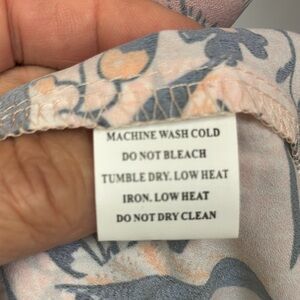 MACHINE WASH COLD
DO NOT BLEACH
TUMBLE DRY. LOW HEAT
IRON. LOW HEAT
DO NOT DRY CLEAN